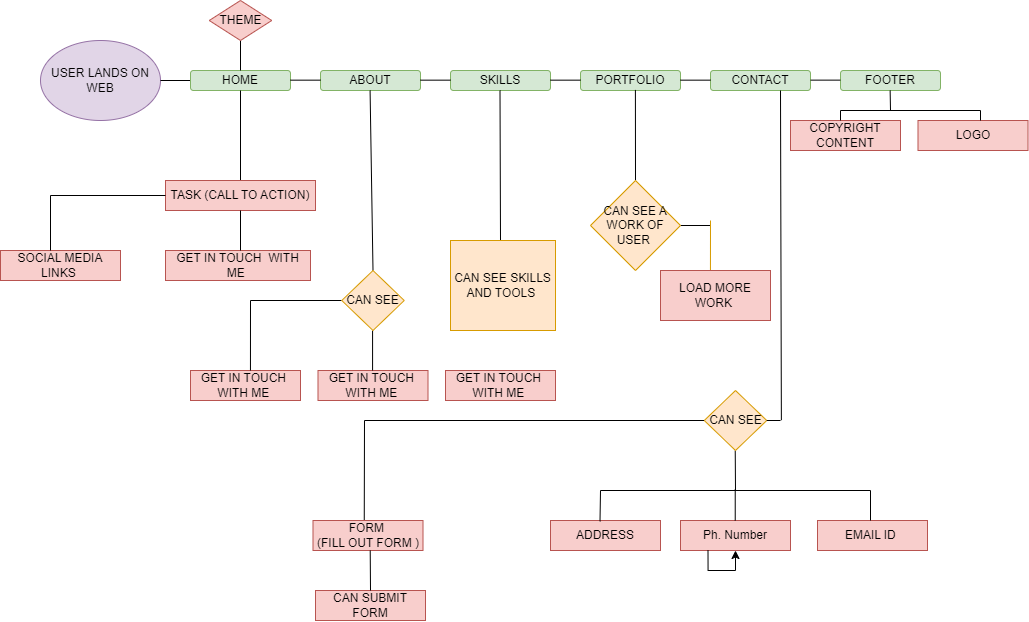 THEME
USER LANDS ON
WEB
HOME
ABOUT
SKILLS
PORTFOLIO
CONTACT
FOOTER
COPYRIGHT
CONTENT
LOGO
TASK (CALL TO ACTION)
SOCIAL MEDIA
LINKS
GET IN TOUCH WITH
ME
CAN SEE A
WORK OF
USER
CAN SEE SKILLS
AND TOOLS
LOAD MORE
WORK
CAN SEE
GET IN TOUCH
WITH ME
GET IN TOUCH
WITH ME
GET IN TOUCH
WITH ME
CAN SEE
FORM
(FILL OUT FORM )
ADDRESS
Ph. Number
EMAIL ID
CAN SUBMIT
FORM